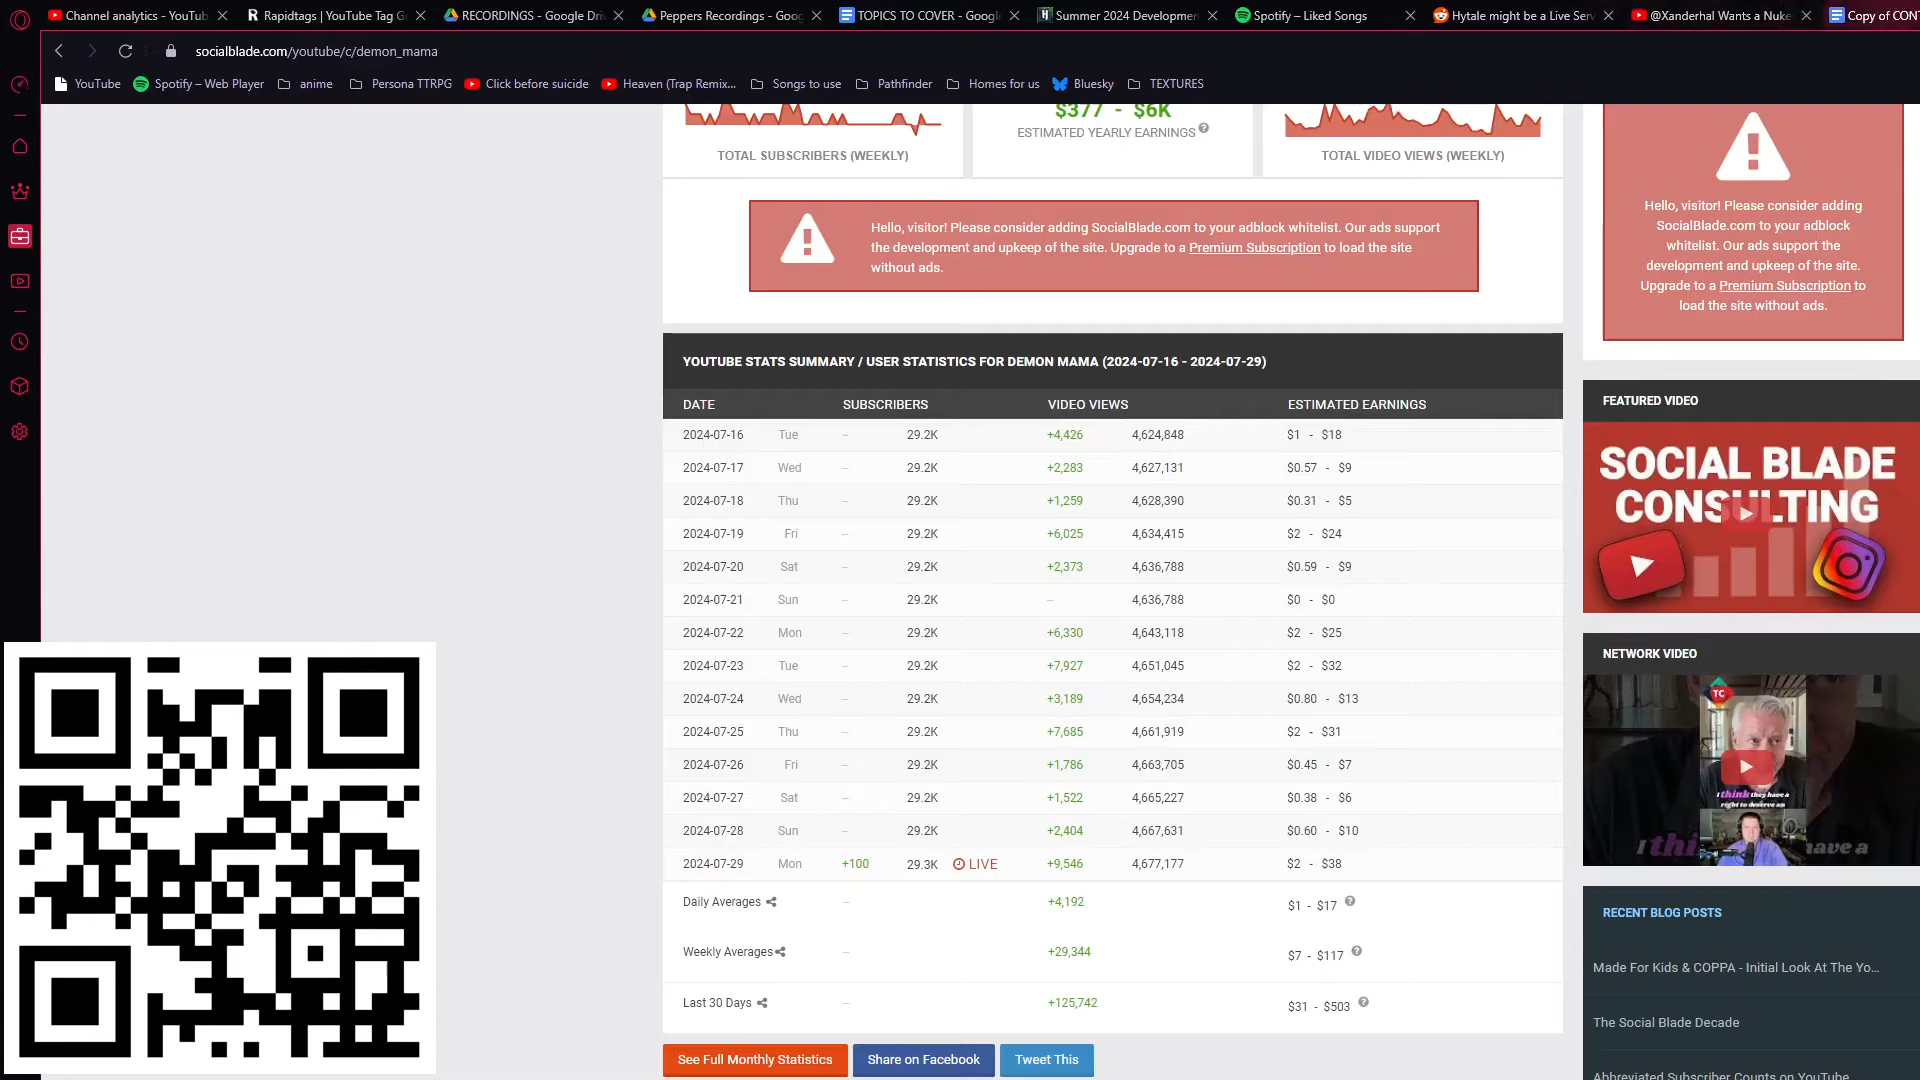 Channel analytics - YouTub
Rapidtags | YouTube Tag Ge
RECORDINGS - Google Driv
Peppers Recordings - Goog
TOPICS TO COVER - Google
Summer 2024 Developmen
Spotify – Liked Songs
Hytale might be a Live Serv
@Xanderhal Wants a Nuke
Copy of CONT
socialblade.com/youtube/c/demon_mama
YouTube
Spotify – Web Player
anime
Persona TTRPG
Click before suicide
Heaven (Trap Remix...
Songs to use
Pathfinder
Homes for us
Bluesky
TEXTURES
TOTAL SUBSCRIBERS (WEEKLY)
$377 - $6K
ESTIMATED YEARLY EARNINGS
TOTAL VIDEO VIEWS (WEEKLY)
Hello, visitor! Please consider adding SocialBlade.com to your adblock whitelist. Our ads support
the development and upkeep of the site. Upgrade to a Premium Subscription to load the site
without ads.
YOUTUBE STATS SUMMARY / USER STATISTICS FOR DEMON MAMA (2024-07-16 - 2024-07-29)
DATE SUBSCRIBERS VIDEO VIEWS ESTIMATED EARNINGS
2024-07-16 Tue -- 29.2K +4,426 4,624,848 $1 - $18
2024-07-17 Wed -- 29.2K +2,283 4,627,131 $0.57 - $9
2024-07-18 Thu -- 29.2K +1,259 4,628,390 $0.31 - $5
2024-07-19 Fri -- 29.2K +6,025 4,634,415 $2 - $24
2024-07-20 Sat -- 29.2K +2,373 4,636,788 $0.59 - $9
2024-07-21 Sun -- 29.2K -- 4,636,788 $0 - $0
2024-07-22 Mon -- 29.2K +6,330 4,643,118 $2 - $25
2024-07-23 Tue -- 29.2K +7,927 4,651,045 $2 - $32
2024-07-24 Wed -- 29.2K +3,189 4,654,234 $0.80 - $13
2024-07-25 Thu -- 29.2K +7,685 4,661,919 $2 - $31
2024-07-26 Fri -- 29.2K +1,786 4,663,705 $0.45 - $7
2024-07-27 Sat -- 29.2K +1,522 4,665,227 $0.38 - $6
2024-07-28 Sun -- 29.2K +2,404 4,667,631 $0.60 - $10
2024-07-29 Mon +100 29.3K LIVE +9,546 4,677,177 $2 - $38
Daily Averages -- +4,192 $1 - $17
Weekly Averages -- +29,344 $7 - $117
Last 30 Days -- +125,742 $31 - $503
See Full Monthly Statistics
Share on Facebook
Tweet This
Hello, visitor! Please consider adding
SocialBlade.com to your adblock
whitelist. Our ads support the
development and upkeep of the site.
Upgrade to a Premium Subscription to
load the site without ads.
FEATURED VIDEO
SOCIAL BLADE
CONSULTING
NETWORK VIDEO
TC
I think they have a
right to deserve an
RECENT BLOG POSTS
Made For Kids & COPPA - Initial Look At The Yo...
The Social Blade Decade
Abbreviated Subscriber Counts on YouTube